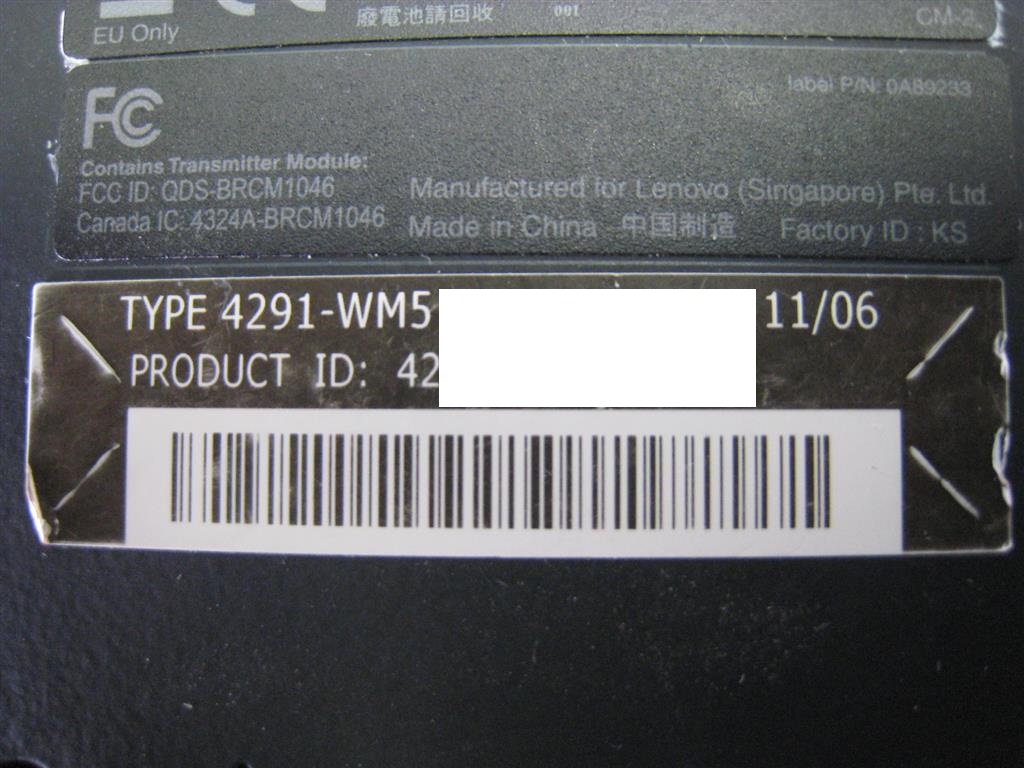 EU Only
廢電池請回收
001
CM-2
label P/N: 0A89233
FC
Contains Transmitter Module:
FCC ID: QDS-BRCM1046
Canada IC: 4324A-BRCM1046
Manufactured for Lenovo (Singapore) Pte. Ltd.
Made in China 中国制造 Factory ID : KS
TYPE 4291-WM5 11/06
PRODUCT ID: 42